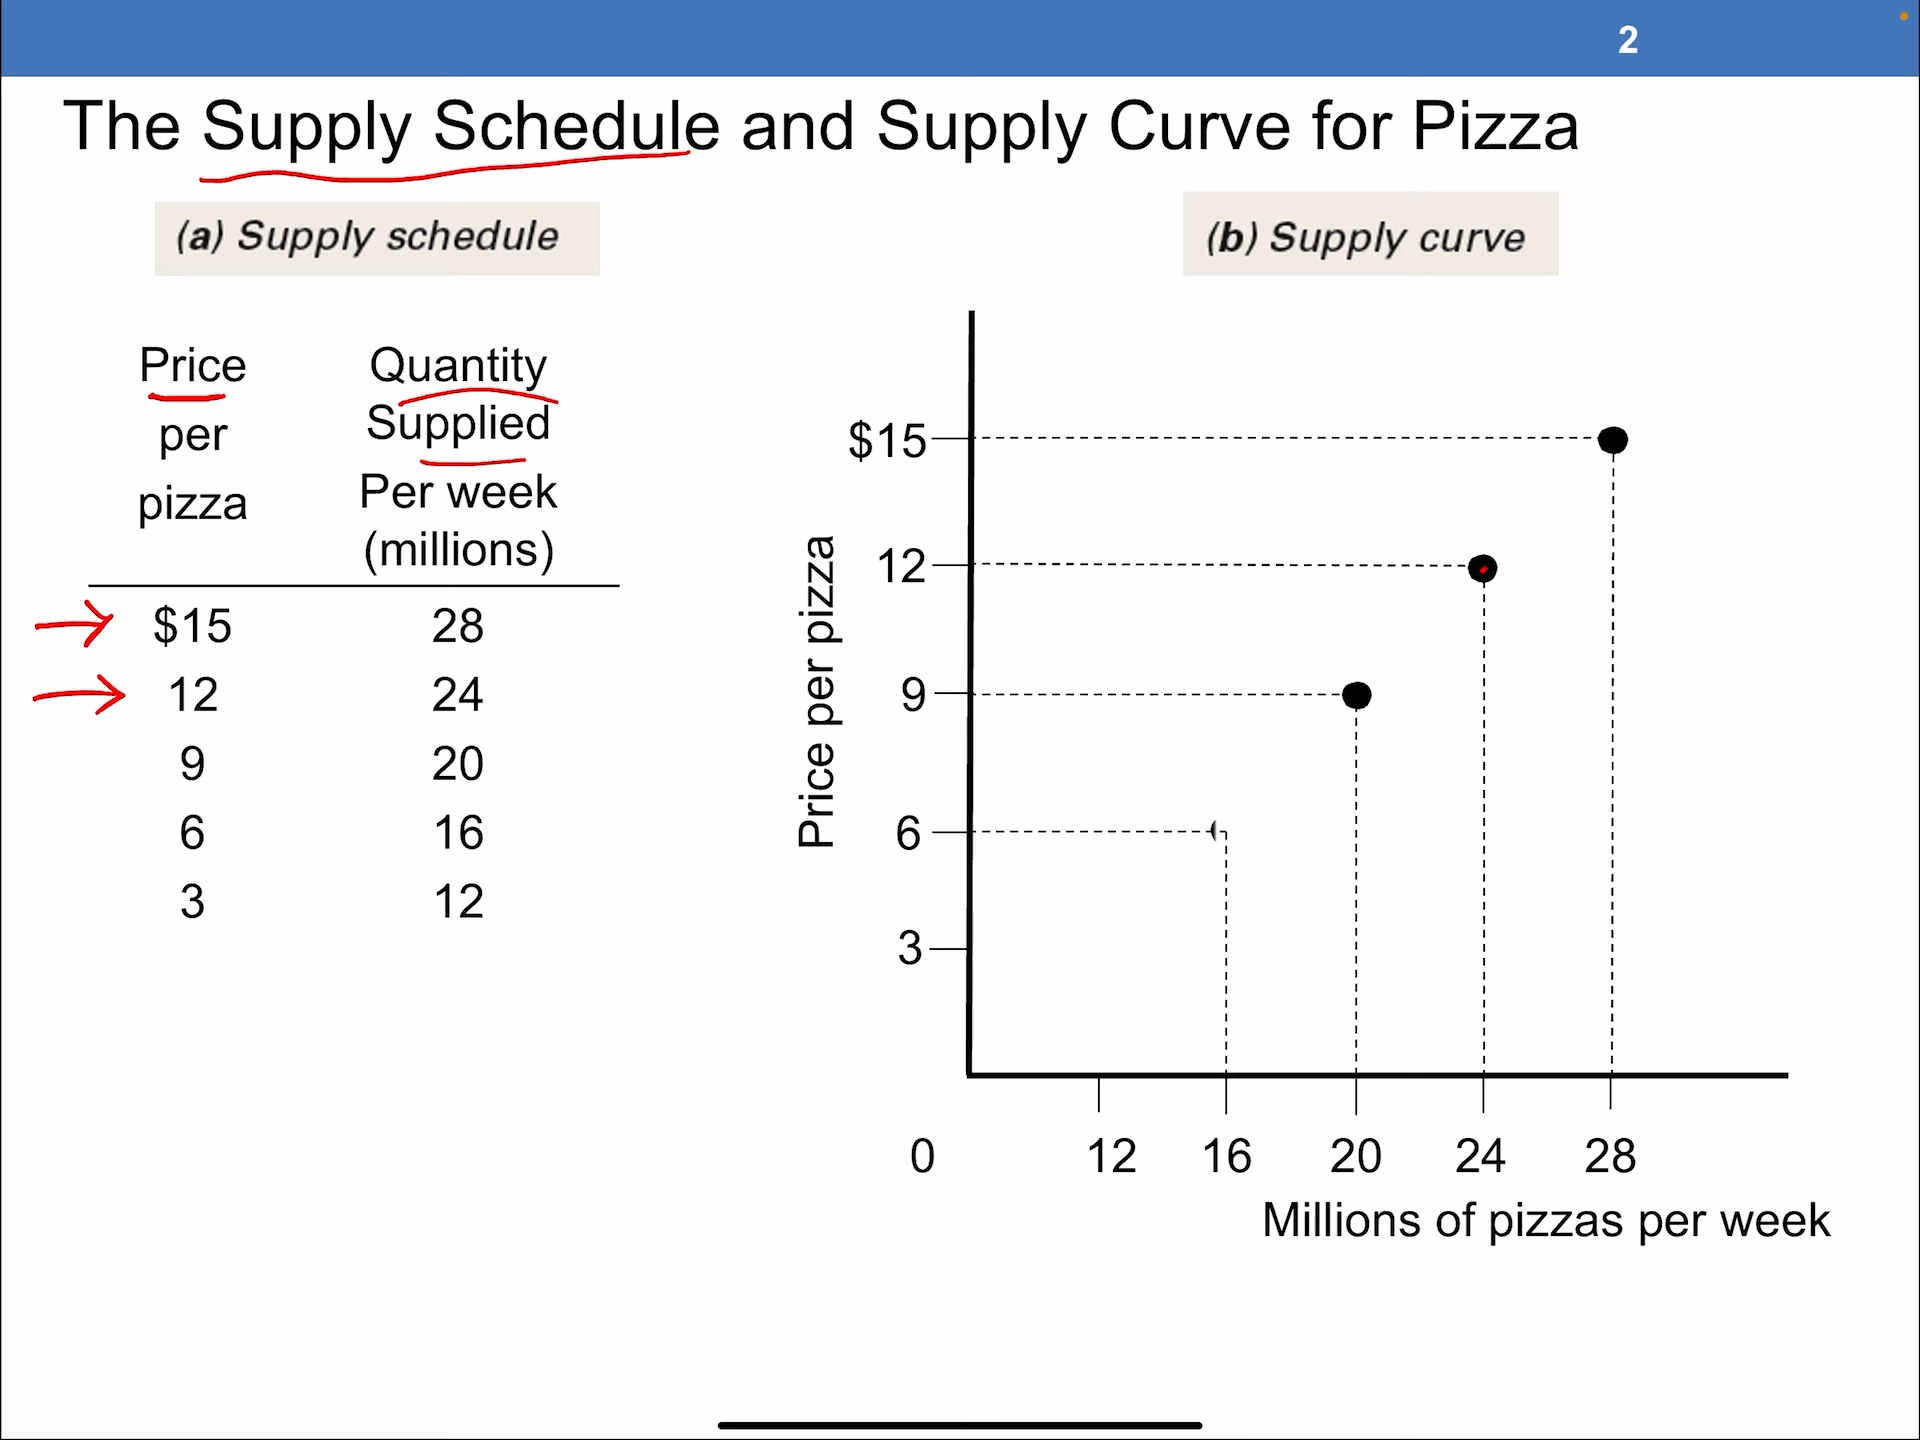 2
The Supply Schedule and Supply Curve for Pizza
(a) Supply schedule
Price
per
pizza
Quantity
Supplied
Per week
(millions)
$15 28
12 24
9 20
6 16
3 12
(b) Supply curve
Price per pizza
$15
12
9
6
3
0 12 16 20 24 28
Millions of pizzas per week